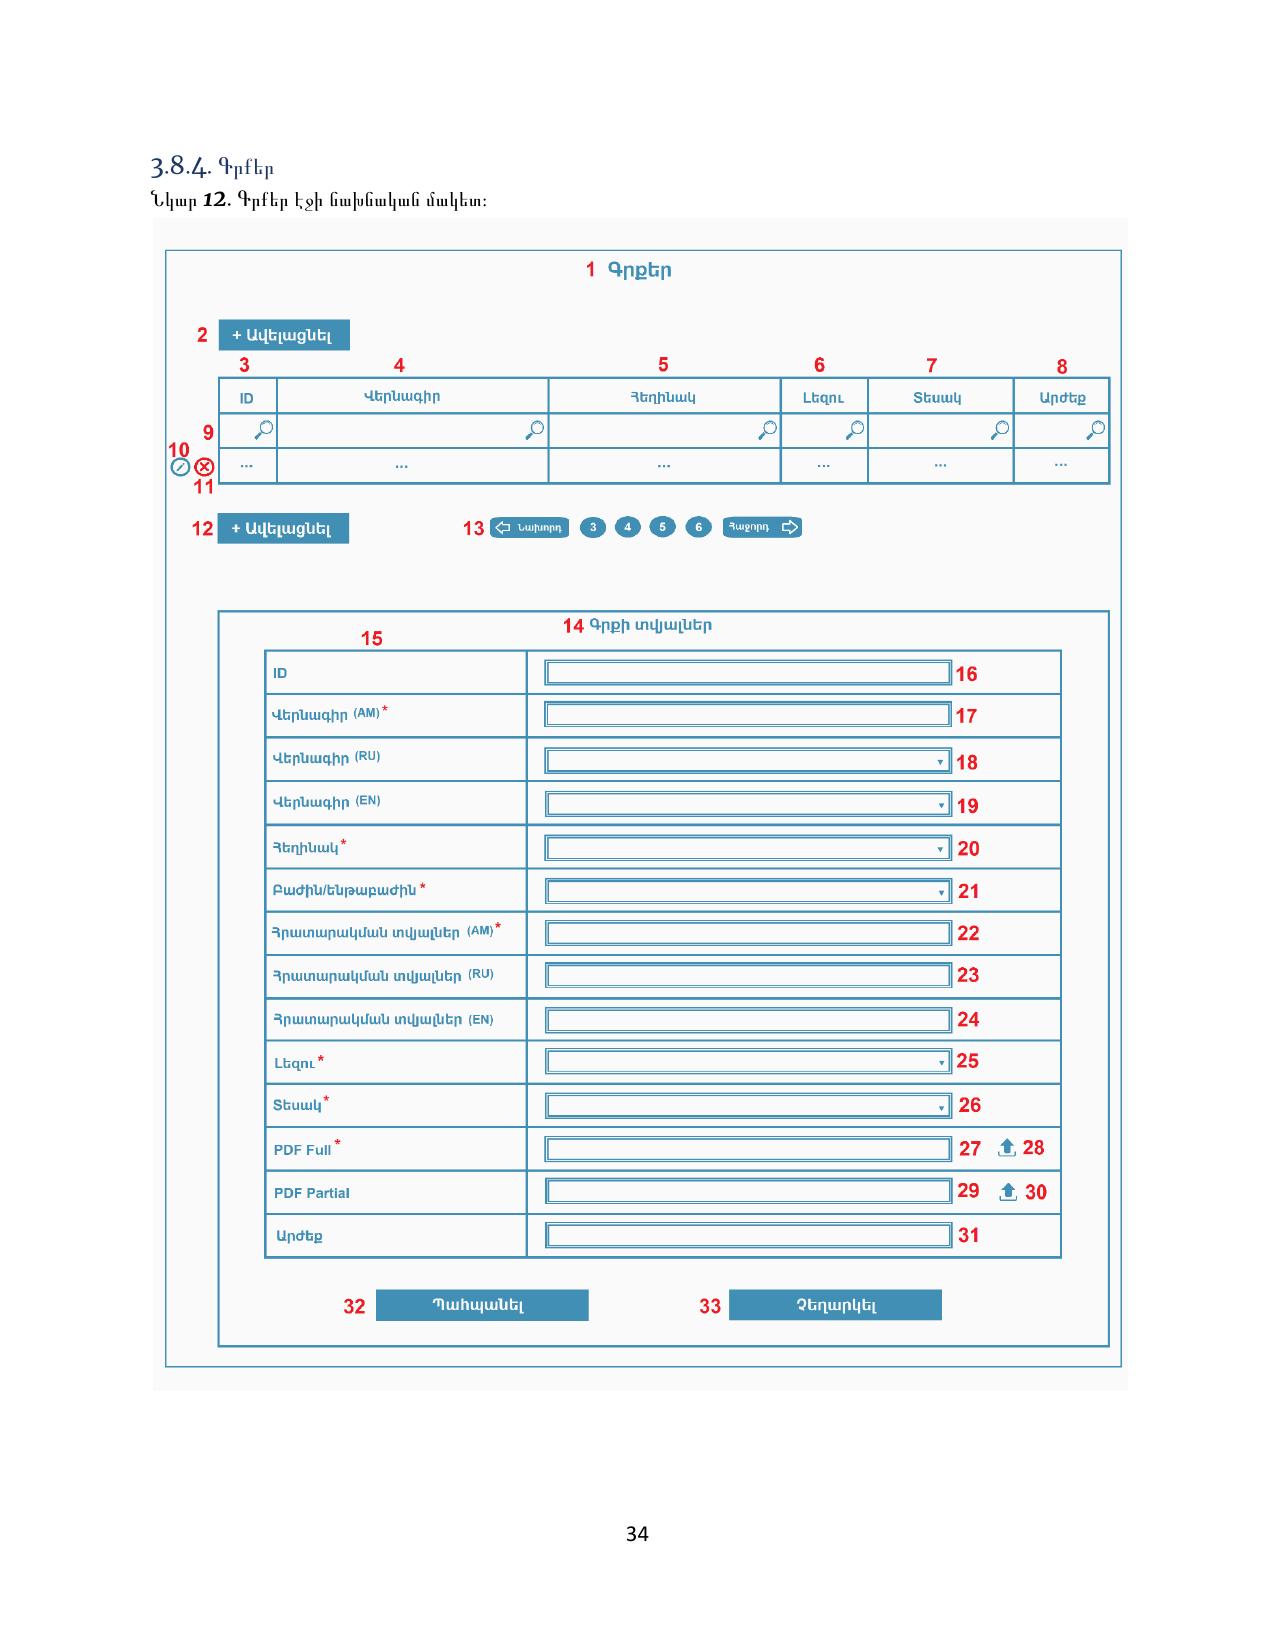 3.8.4. Գրքեր
Նկար 12. Գրքեր էջի նախնական մակետ:
1 Գրքեր
2 + Ավելացնել
3 4 5 6 7 8
ID Վերնագիր Հեղինակ Լեզու Տեսակ Արժեք
9
10
... ... ... ... ... ...
11
12 + Ավելացնել 13 Նախորդ 3 4 5 6 Հաջորդ
14 Գրքի տվյալներ
15
ID 16
Վերնագիր (AM) * 17
Վերնագիր (RU) 18
Վերնագիր (EN) 19
Հեղինակ * 20
Բաժին/ենթաբաժին * 21
Հրատարակման տվյալներ (AM) * 22
Հրատարակման տվյալներ (RU) 23
Հրատարակման տվյալներ (EN) 24
Լեզու * 25
Տեսակ * 26
PDF Full * 27 28
PDF Partial 29 30
Արժեք 31
32 Պահպանել 33 Չեղարկել
34